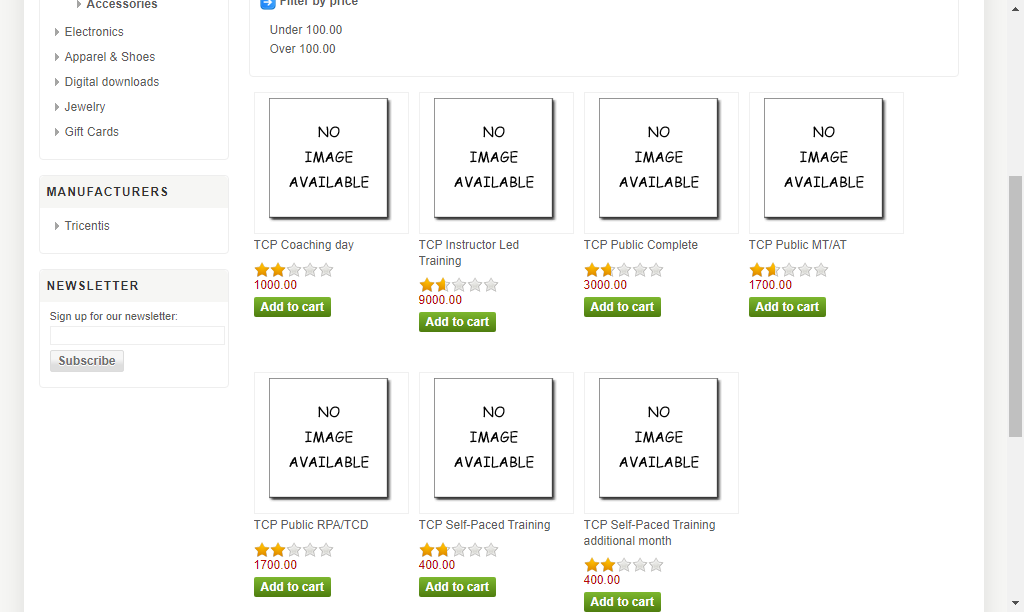 Accessories
Electronics
Apparel & Shoes
Digital downloads
Jewelry
Gift Cards
MANUFACTURERS
Tricentis
NEWSLETTER
Sign up for our newsletter:
Subscribe
Filter by price
Under 100.00
Over 100.00
NO
IMAGE
AVAILABLE
TCP Coaching day
1000.00
Add to cart
NO
IMAGE
AVAILABLE
TCP Instructor Led
Training
9000.00
Add to cart
NO
IMAGE
AVAILABLE
TCP Public Complete
3000.00
Add to cart
NO
IMAGE
AVAILABLE
TCP Public MT/AT
1700.00
Add to cart
NO
IMAGE
AVAILABLE
TCP Public RPA/TCD
1700.00
Add to cart
NO
IMAGE
AVAILABLE
TCP Self-Paced Training
400.00
Add to cart
NO
IMAGE
AVAILABLE
TCP Self-Paced Training
additional month
400.00
Add to cart